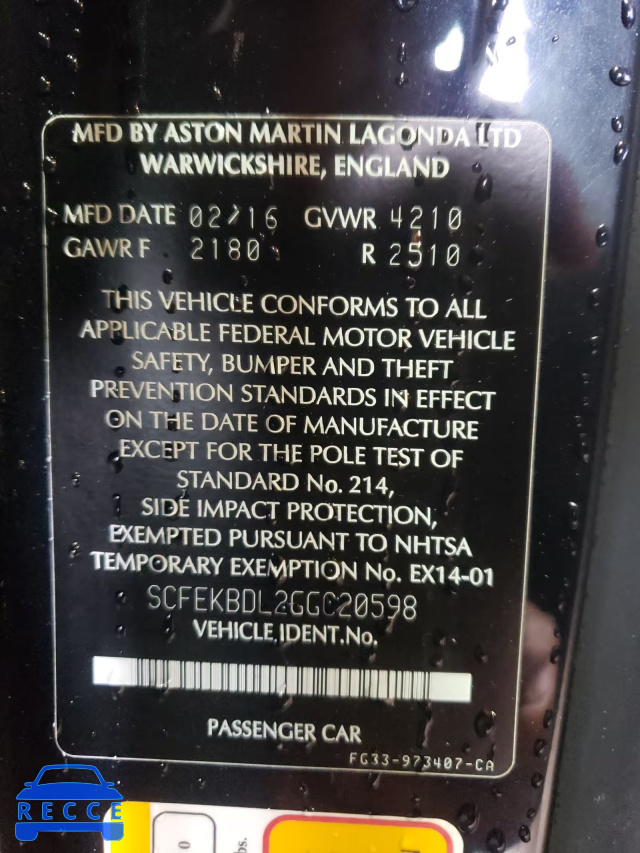 MFD BY ASTON MARTIN LAGONDA LTD
WARWICKSHIRE, ENGLAND
MFD DATE 02/16 GVWR 4210
GAWR F 2180 R 2510
THIS VEHICLE CONFORMS TO ALL
APPLICABLE FEDERAL MOTOR VEHICLE
SAFETY, BUMPER AND THEFT
PREVENTION STANDARDS IN EFFECT
ON THE DATE OF MANUFACTURE
EXCEPT FOR THE POLE TEST OF
STANDARD No. 214,
SIDE IMPACT PROTECTION,
EXEMPTED PURSUANT TO NHTSA
TEMPORARY EXEMPTION No. EX14-01
SCFEKBDL2GGC20598
VEHICLE IDENT. No.
PASSENGER CAR
FG33-973407-CA
RECCE
lbs.